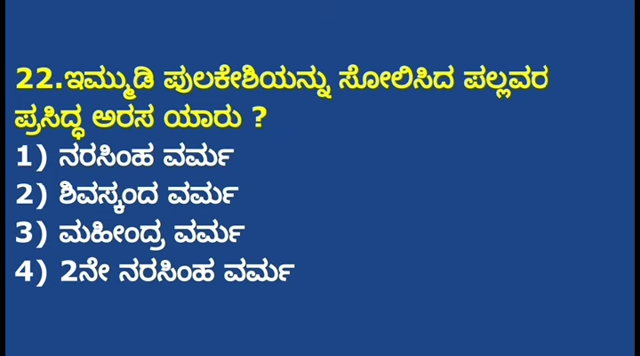 22.ಇಮ್ಮುಡಿ ಪುಲಕೇಶಿಯನ್ನು ಸೋಲಿಸಿದ ಪಲ್ಲವರ
ಪ್ರಸಿದ್ಧ ಅರಸ ಯಾರು ?
1) ನರಸಿಂಹ ವರ್ಮ
2) ಶಿವಸ್ಕಂದ ವರ್ಮ
3) ಮಹೀಂದ್ರ ವರ್ಮ
4) 2ನೇ ನರಸಿಂಹ ವರ್ಮ